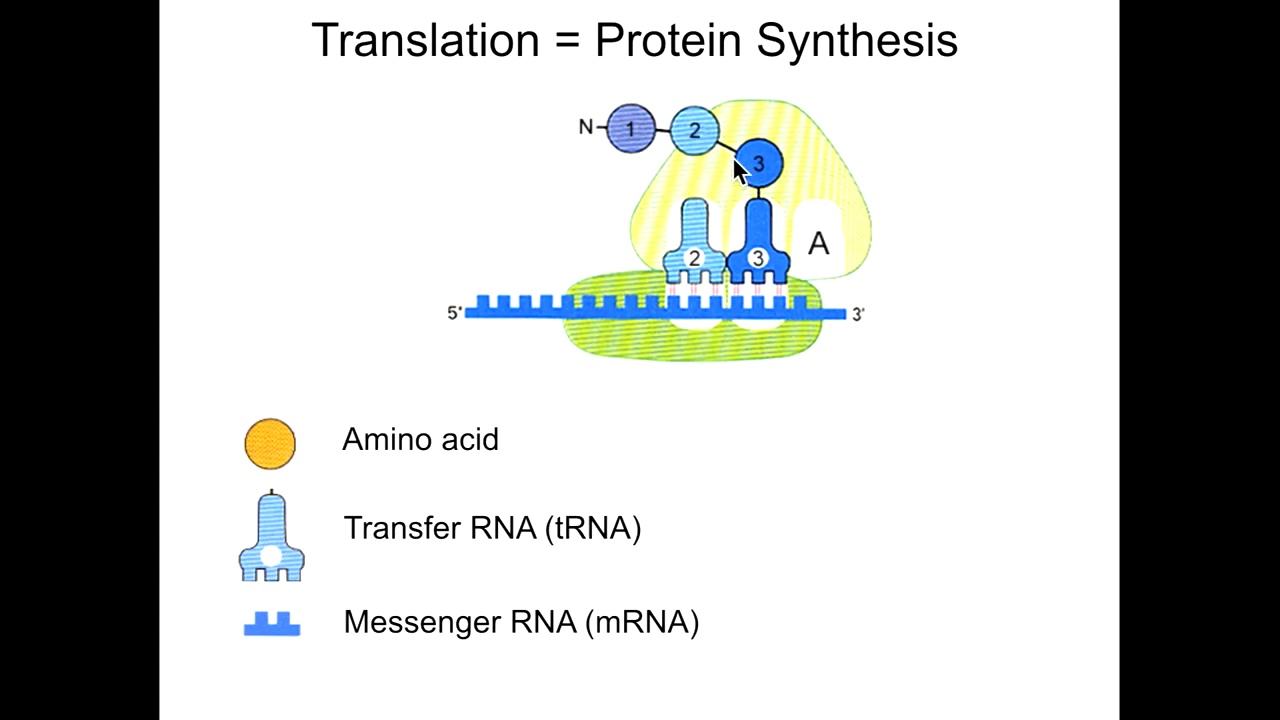 Translation = Protein Synthesis
N 1 2 3
2 3 A
5' 3'
Amino acid
Transfer RNA (tRNA)
Messenger RNA (mRNA)